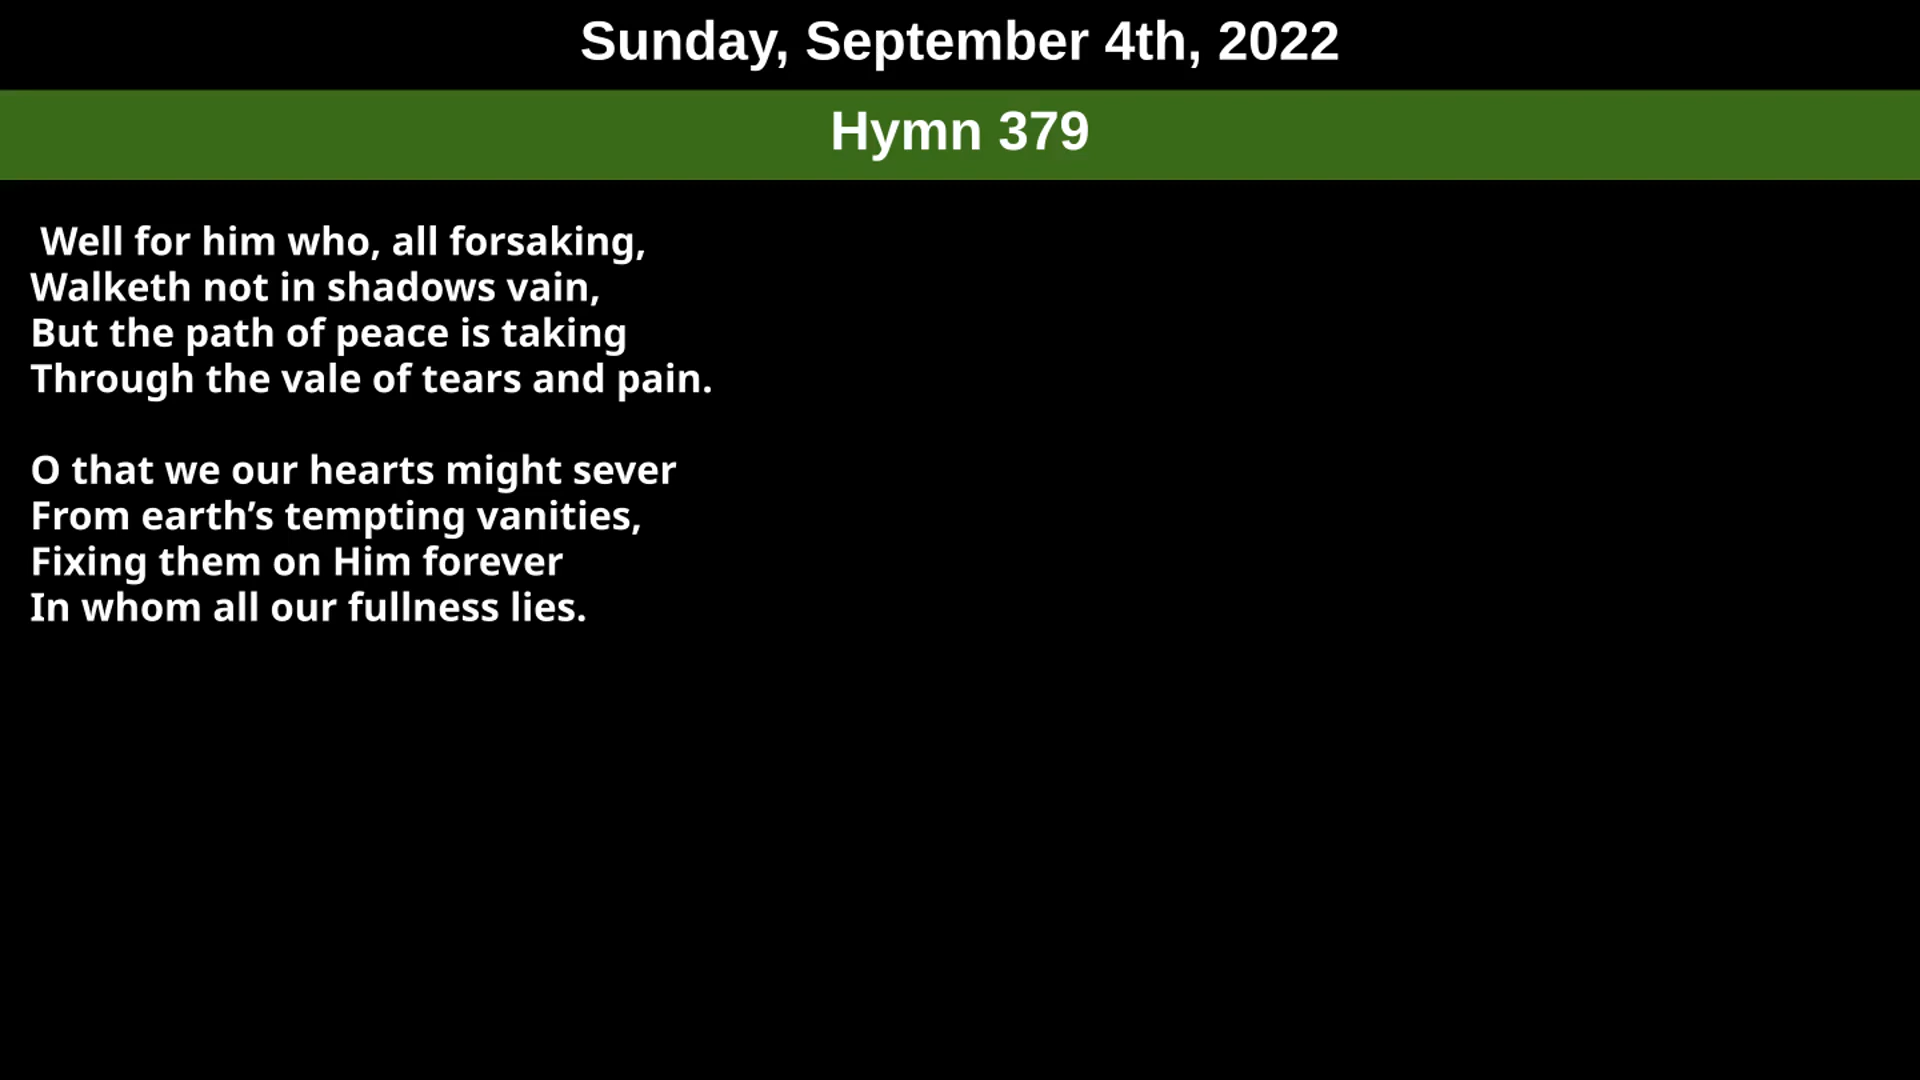 Sunday, September 4th, 2022
Hymn 379
Well for him who, all forsaking,
Walketh not in shadows vain,
But the path of peace is taking
Through the vale of tears and pain.
O that we our hearts might sever
From earth’s tempting vanities,
Fixing them on Him forever
In whom all our fullness lies.